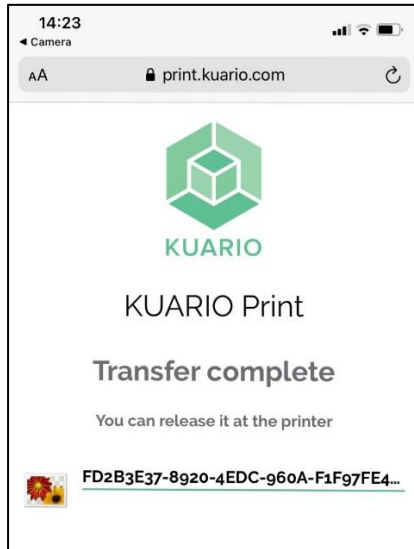 14:23
◀ Camera
AA
print.kuario.com
KUARIO
KUARIO Print
Transfer complete
You can release it at the printer
FD2B3E37-8920-4EDC-960A-F1F97FE4...